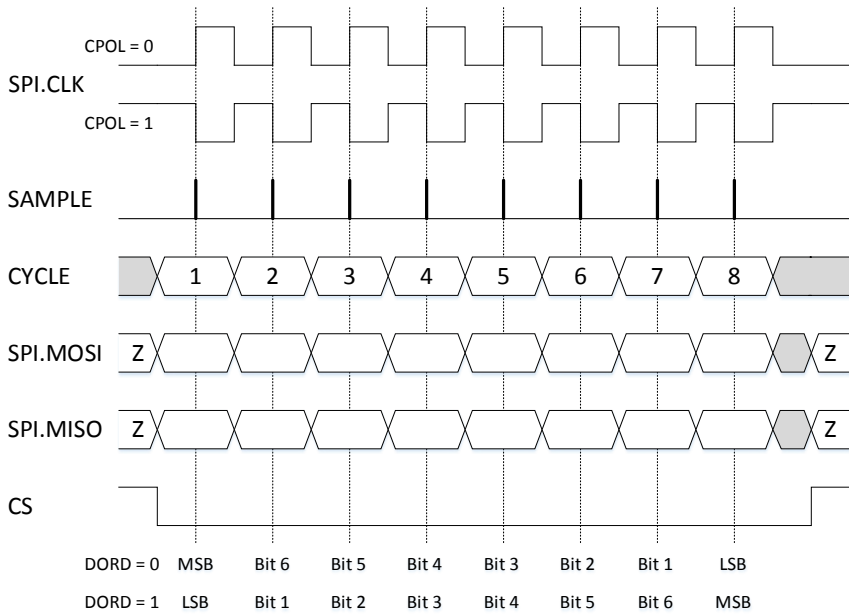 CPOL = 0
SPI.CLK
CPOL = 1
SAMPLE
CYCLE 1 2 3 4 5 6 7 8
SPI.MOSI Z Z
SPI.MISO Z Z
CS
DORD = 0 MSB Bit 6 Bit 5 Bit 4 Bit 3 Bit 2 Bit 1 LSB
DORD = 1 LSB Bit 1 Bit 2 Bit 3 Bit 4 Bit 5 Bit 6 MSB